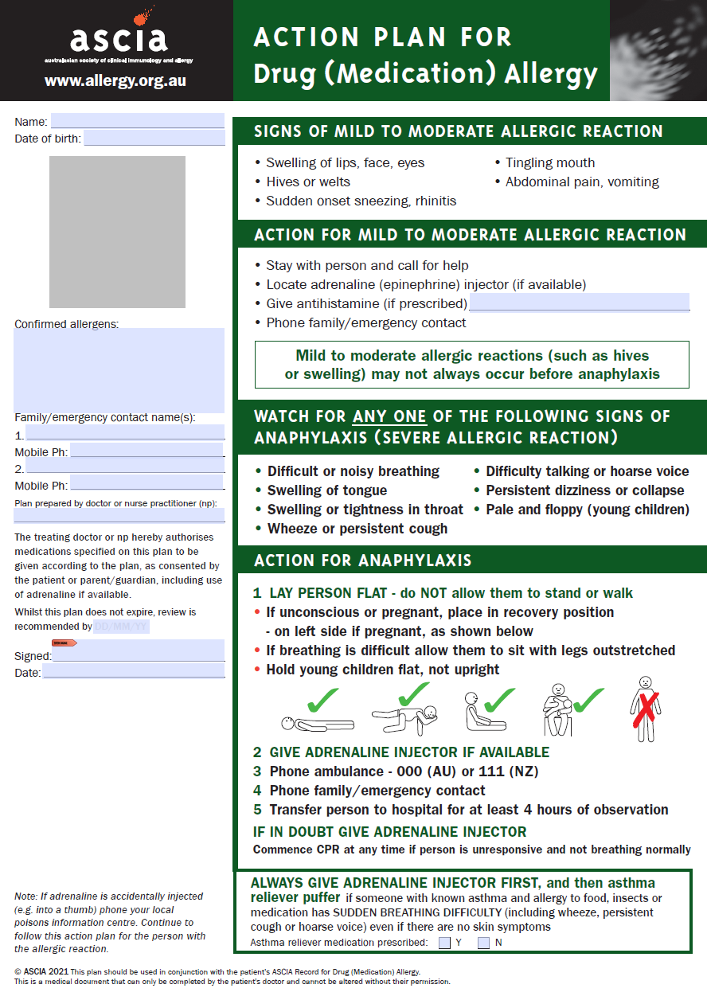 ascia
australasian society of clinical immunology and allergy
www.allergy.org.au
ACTION PLAN FOR
Drug (Medication) Allergy
Name:
Date of birth:
Confirmed allergens:
Family/emergency contact name(s):
1.
Mobile Ph:
2.
Mobile Ph:
Plan prepared by doctor or nurse practitioner (np):
The treating doctor or np hereby authorises
medications specified on this plan to be
given according to the plan, as consented by
the patient or parent/guardian, including use
of adrenaline if available.
Whilst this plan does not expire, review is
recommended by DD/MM/YY
Signed:
Date:
Note: If adrenaline is accidentally injected
(e.g. into a thumb) phone your local
poisons information centre. Continue to
follow this action plan for the person with
the allergic reaction.
SIGNS OF MILD TO MODERATE ALLERGIC REACTION
• Swelling of lips, face, eyes
• Hives or welts
• Sudden onset sneezing, rhinitis
• Tingling mouth
• Abdominal pain, vomiting
ACTION FOR MILD TO MODERATE ALLERGIC REACTION
• Stay with person and call for help
• Locate adrenaline (epinephrine) injector (if available)
• Give antihistamine (if prescribed)
• Phone family/emergency contact
Mild to moderate allergic reactions (such as hives
or swelling) may not always occur before anaphylaxis
WATCH FOR ANY ONE OF THE FOLLOWING SIGNS OF
ANAPHYLAXIS (SEVERE ALLERGIC REACTION)
• Difficult or noisy breathing
• Swelling of tongue
• Swelling or tightness in throat
• Wheeze or persistent cough
• Difficulty talking or hoarse voice
• Persistent dizziness or collapse
• Pale and floppy (young children)
ACTION FOR ANAPHYLAXIS
1 LAY PERSON FLAT - do NOT allow them to stand or walk
• If unconscious or pregnant, place in recovery position
- on left side if pregnant, as shown below
• If breathing is difficult allow them to sit with legs outstretched
• Hold young children flat, not upright
2 GIVE ADRENALINE INJECTOR IF AVAILABLE
3 Phone ambulance - 000 (AU) or 111 (NZ)
4 Phone family/emergency contact
5 Transfer person to hospital for at least 4 hours of observation
IF IN DOUBT GIVE ADRENALINE INJECTOR
Commence CPR at any time if person is unresponsive and not breathing normally
ALWAYS GIVE ADRENALINE INJECTOR FIRST, and then asthma
reliever puffer if someone with known asthma and allergy to food, insects or
medication has SUDDEN BREATHING DIFFICULTY (including wheeze, persistent
cough or hoarse voice) even if there are no skin symptoms
Asthma reliever medication prescribed: Y N
© ASCIA 2021 This plan should be used in conjunction with the patient's ASCIA Record for Drug (Medication) Allergy.
This is a medical document that can only be completed by the patient's doctor and cannot be altered without their permission.